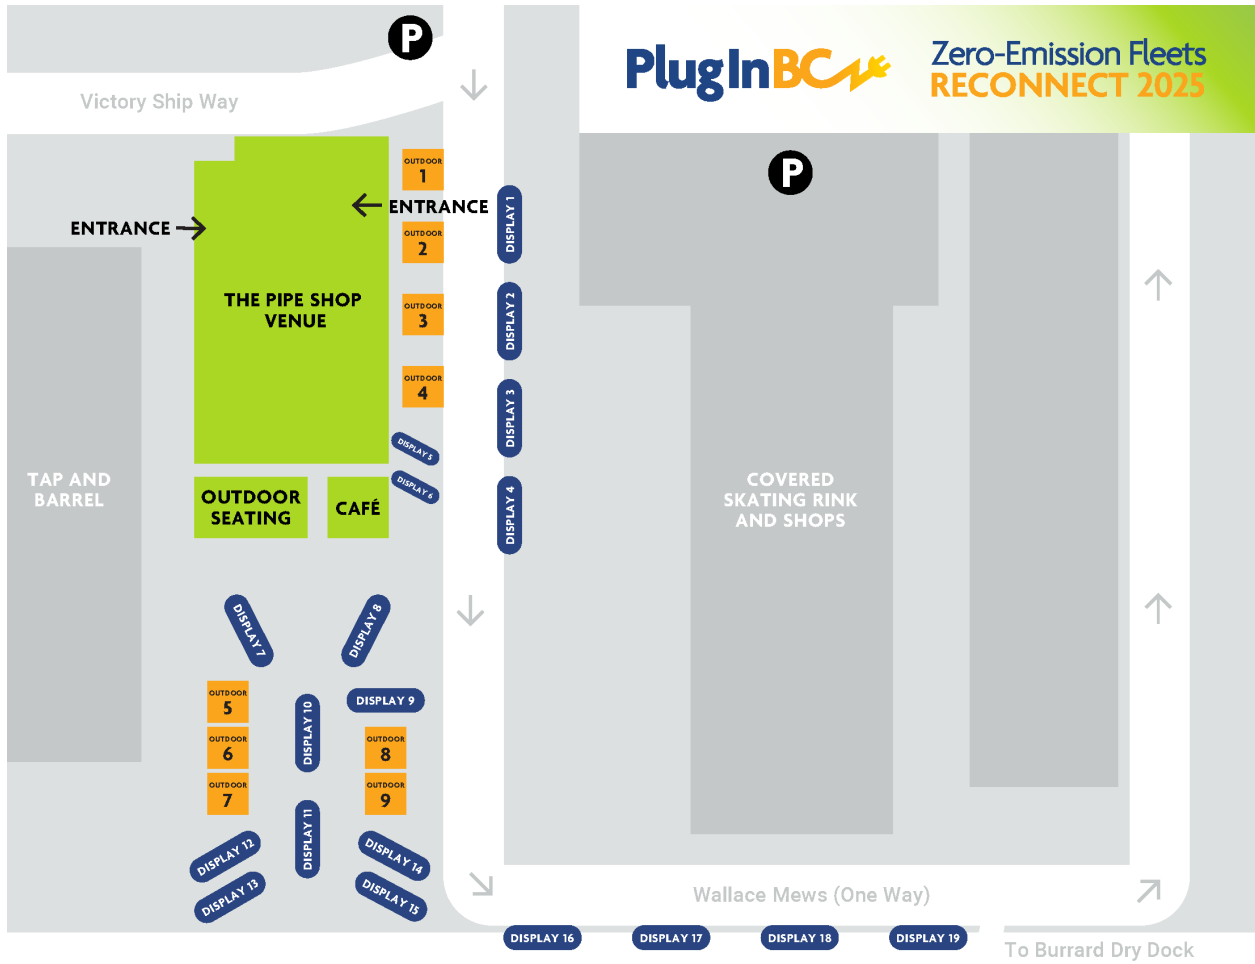 P
PlugInBC
Zero-Emission Fleets
RECONNECT 2025
Victory Ship Way
P
OUTDOOR
1
ENTRANCE
DISPLAY 1
ENTRANCE
OUTDOOR
2
THE PIPE SHOP
VENUE
OUTDOOR
3
DISPLAY 2
OUTDOOR
4
DISPLAY 3
DISPLAY 5
TAP AND
BARREL
DISPLAY 6
OUTDOOR
SEATING
CAFÉ
DISPLAY 4
COVERED
SKATING RINK
AND SHOPS
DISPLAY 7
DISPLAY 8
OUTDOOR
5
DISPLAY 9
DISPLAY 10
OUTDOOR
6
OUTDOOR
8
OUTDOOR
7
OUTDOOR
9
DISPLAY 11
DISPLAY 12
DISPLAY 14
DISPLAY 13
DISPLAY 15
Wallace Mews (One Way)
DISPLAY 16
DISPLAY 17
DISPLAY 18
DISPLAY 19
To Burrard Dry Dock